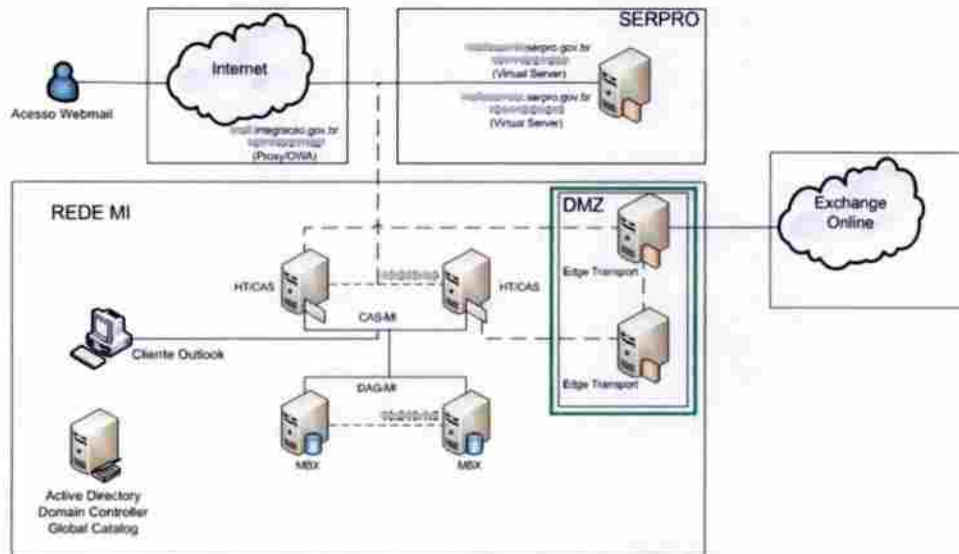 SERPRO
serpro.gov.br
(Virtual Server)
serpro.gov.br
(Virtual Server)
Internet
Acesso Webmail
.integração.gov.br
(Proxy/OWA)
REDE MI
DMZ
Exchange
Online
Edge Transport
HT/CAS
HT/CAS
CAS-MI
Cliente Outlook
Edge Transport
DAG-MI
MBX
MBX
Active Directory
Domain Controller
Global Catalog